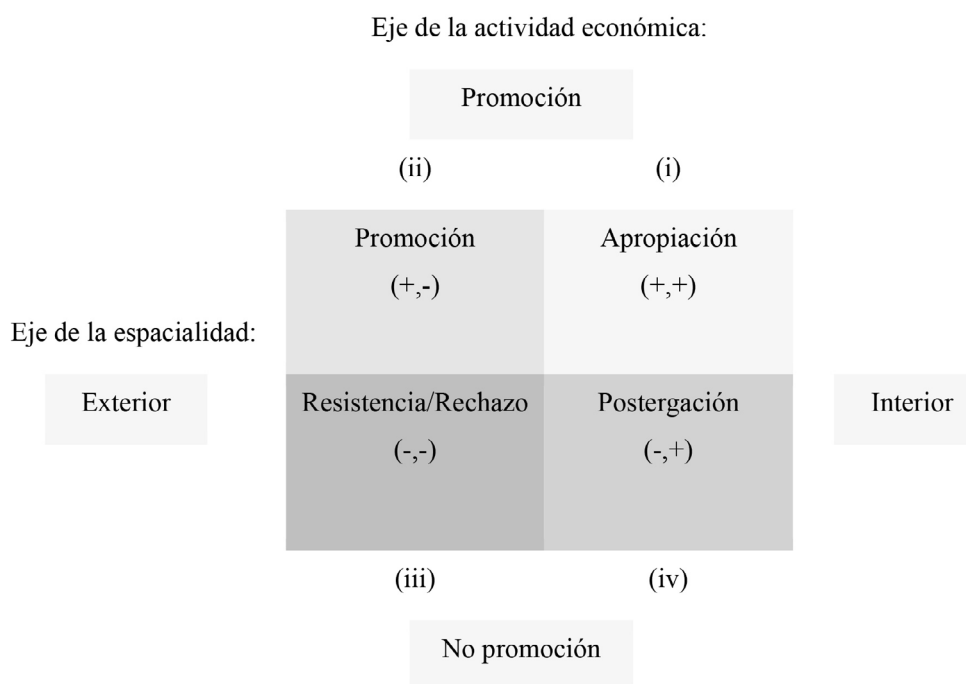 Eje de la actividad económica:
Promoción
(ii) (i)
Promoción Apropiación
(+,-) (+,+)
Eje de la espacialidad:
Exterior Resistencia/Rechazo Postergación Interior
(-,-) (-,+)
(iii) (iv)
No promoción